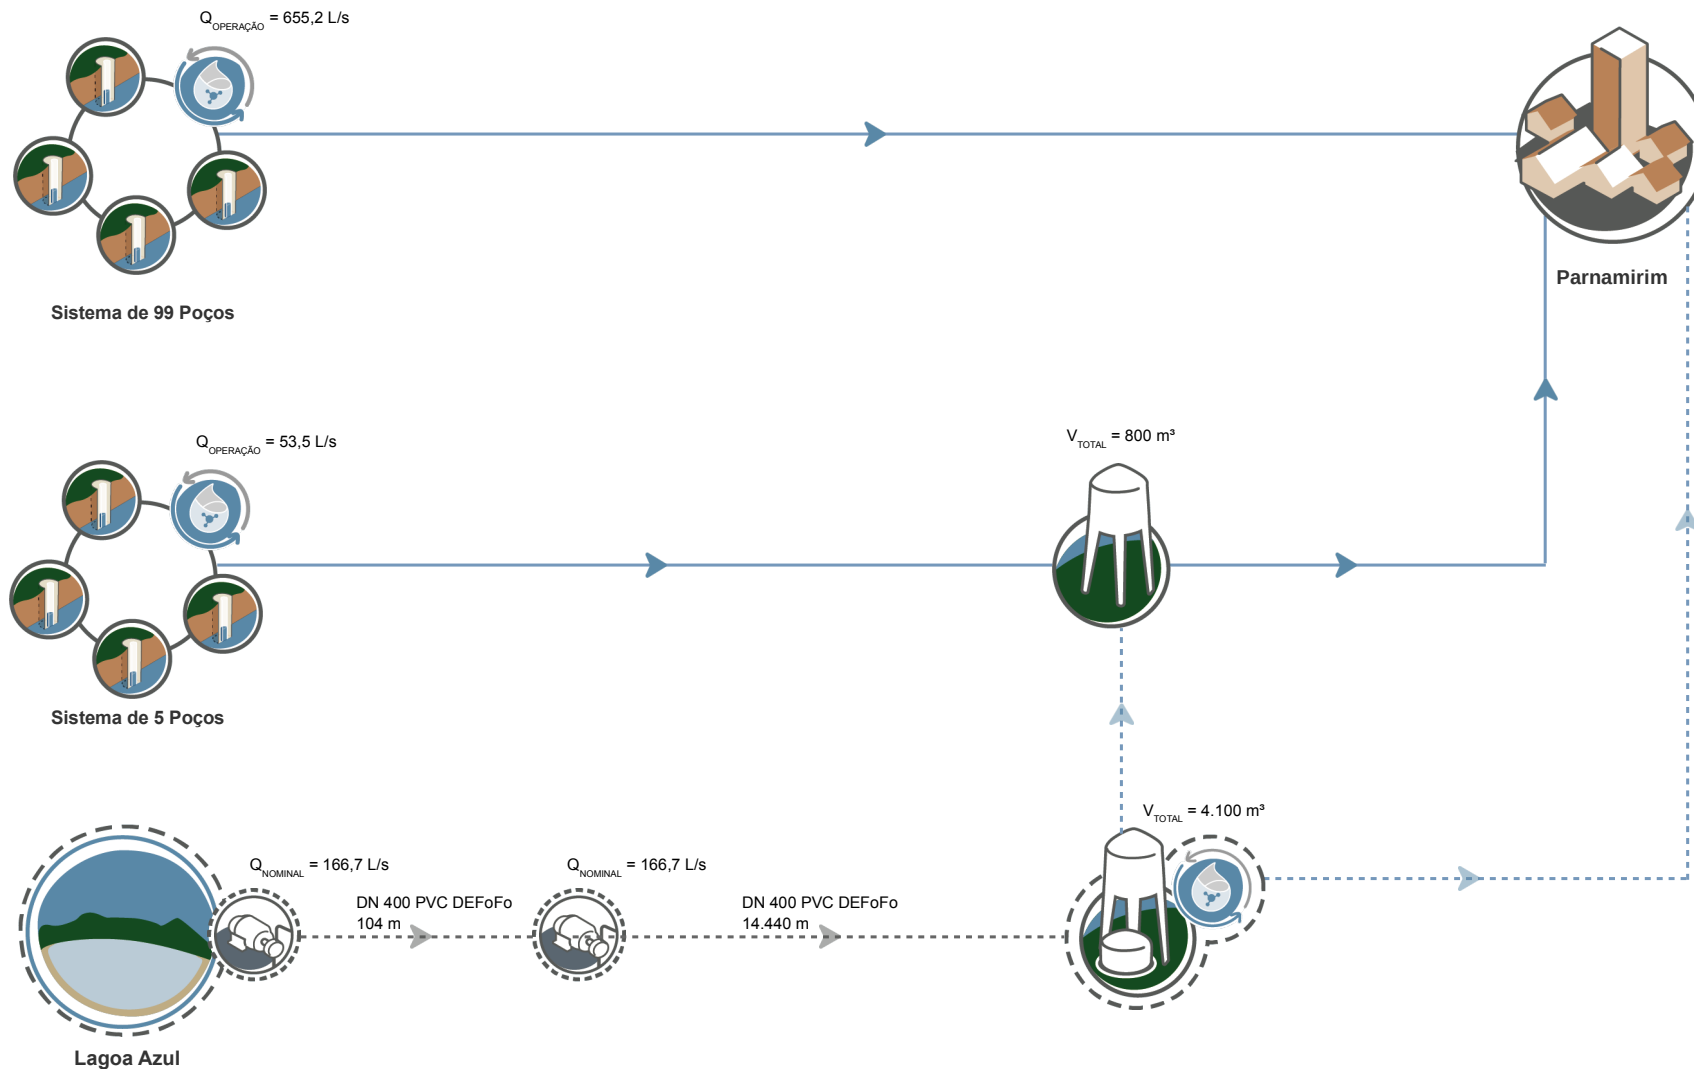 Q OPERAÇÃO = 655,2 L/s
Parnamirim
Sistema de 99 Poços
Q OPERAÇÃO = 53,5 L/s
V TOTAL = 800 m³
Sistema de 5 Poços
V TOTAL = 4.100 m³
Q NOMINAL = 166,7 L/s
Q NOMINAL = 166,7 L/s
DN 400 PVC DEFoFo
104 m
DN 400 PVC DEFoFo
14.440 m
Lagoa Azul